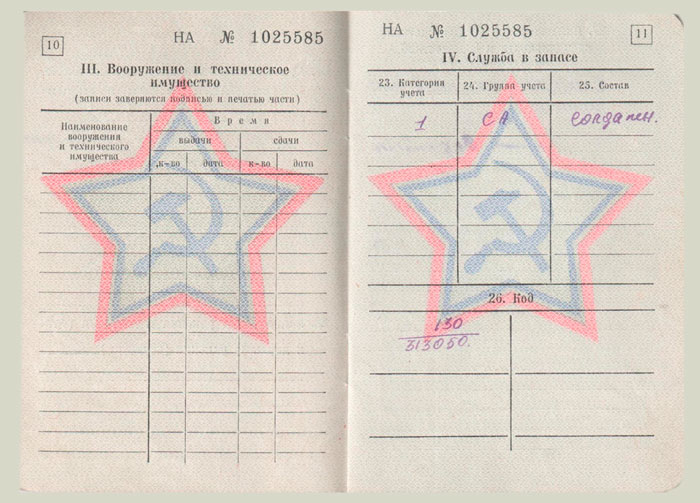 10
НА № 1025585
III. Вооружение и техническое
имущество
(записи заверяются подписью и печатью части)
Наименование
вооружения
и технического
имущества
Время
выдачи
сдачи
к-во
дата
к-во
дата
НА № 1025585
11
IV. Служба в запасе
23. Категория
учета
24. Группа учета
25. Состав
1
СА
26. Код
130
313050.